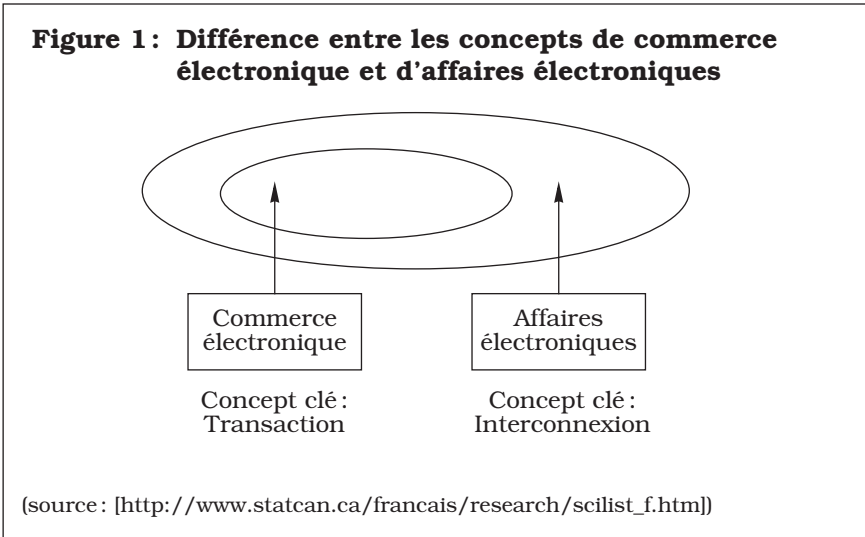 Figure 1 : Différence entre les concepts de commerce
électronique et d'affaires électroniques
Commerce
électronique
Concept clé :
Transaction
Affaires
électroniques
Concept clé :
Interconnexion
(source : [http://www.statcan.ca/francais/research/scilist_f.htm])